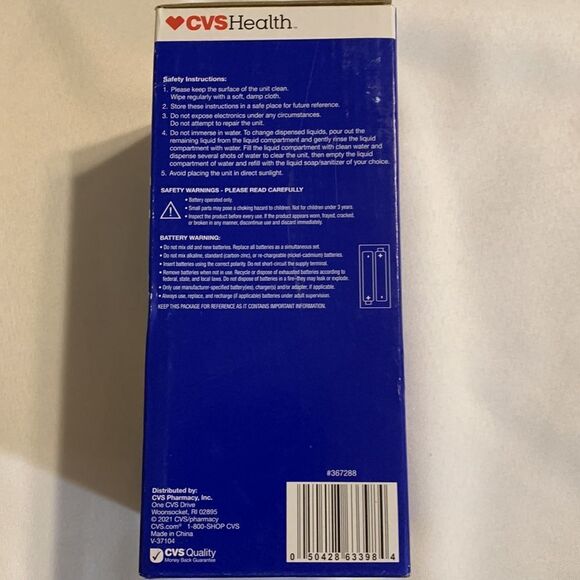 CVSHealth™
Safety Instructions:
1. Please keep the surface of the unit clean.
Wipe regularly with a soft, damp cloth.
2. Store these instructions in a safe place for future reference.
3. Do not expose electronics under any circumstances.
Do not attempt to repair the unit.
4. Do not immense in water. To change dispensed liquids, pour out the
remaining liquid from the liquid compartment and gently rinse the liquid
compartment with water. Fill the liquid compartment with clean water and
dispense several shots of water to clear the unit, then empty the liquid
compartment of water and refill with the liquid soap/sanitizer of your choice.
5. Avoid placing the unit in direct sunlight.
SAFETY WARNINGS - PLEASE READ CAREFULLY
• Battery operated only.
• Small parts may pose a choking hazard to children. Not for children under 3 years.
• Inspect the product before every use. If the product appears worn, frayed, cracked,
or broken in any manner, discontinue use and discard immediately.
BATTERY WARNING:
• Do not mix old and new batteries. Replace all batteries as a simultaneous set.
• Do not mix alkaline, standard (carbon-zinc), or re-chargeable (nickel-cadmium) batteries.
• Insert batteries using the correct polarity. Do not short-circuit the supply terminal.
• Remove batteries when not in use. Recycle or dispose of exhausted batteries according to
federal, state, and local laws. Do not dispose of batteries in a fire–they may leak or explode.
• Only use manufacturer-specified battery(ies), charger(s) and/or adapter, if applicable.
• Always use, replace, and recharge (if applicable) batteries under adult supervision.
KEEP THIS PACKAGE FOR REFERENCE AS IT CONTAINS IMPORTANT INFORMATION.
#367288
Distributed by:
CVS Pharmacy, Inc.
One CVS Drive
Woonsocket, RI 02895
© 2021 CVS/pharmacy
CVS.com® 1-800-SHOP CVS
Made in China
V-37104
CVS Quality
Money Back Guarantee
0 50428 63398 4